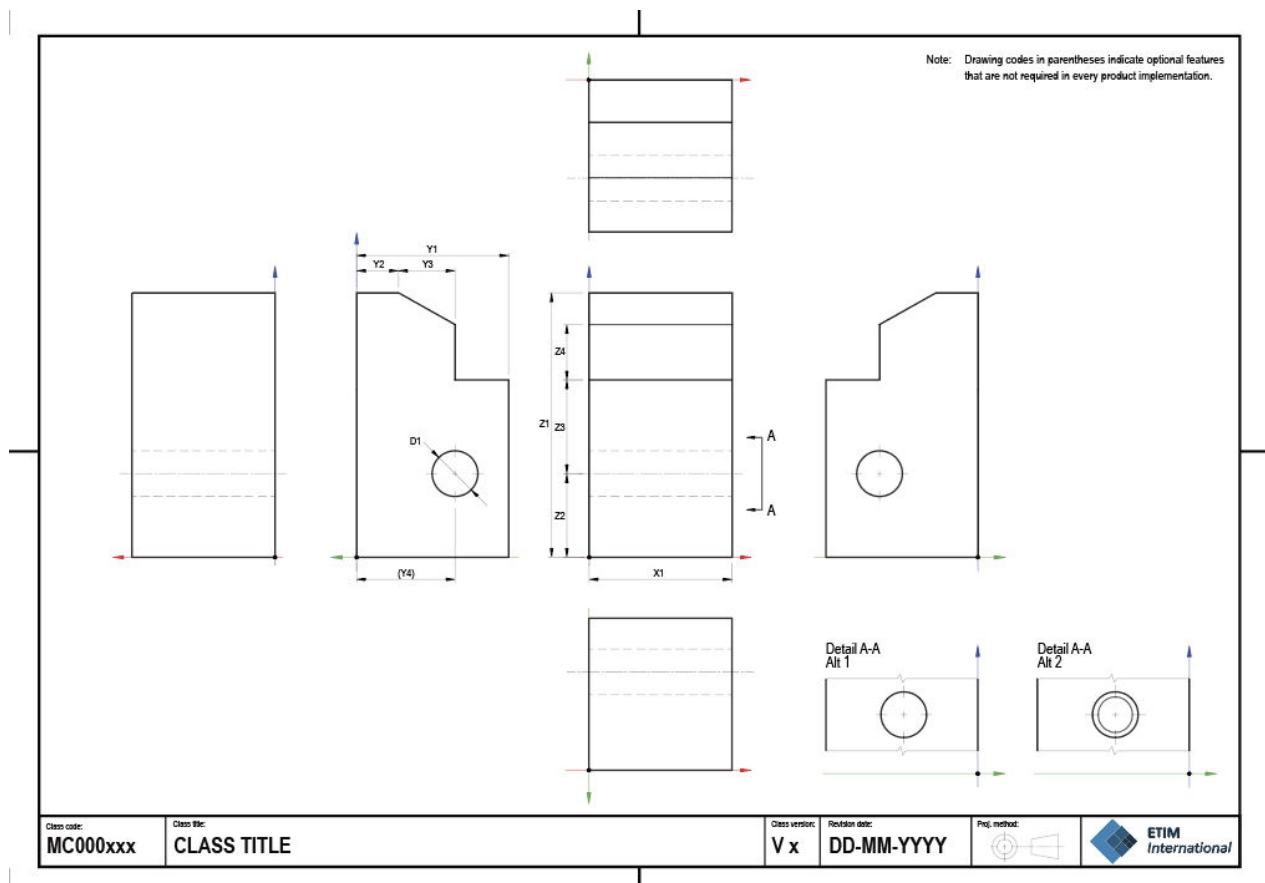 Note: Drawing codes in parentheses indicate optional features
that are not required in every product implementation.
Y1
Y2
Y3
Z4
Z1
Z3
D1
A
A
Z2
(Y4)
X1
Detail A-A
Alt 1
Detail A-A
Alt 2
Class code:
MC000xxx
Class title:
CLASS TITLE
Class version:
V x
Revision date:
DD-MM-YYYY
Proj. method:
ETIM
International